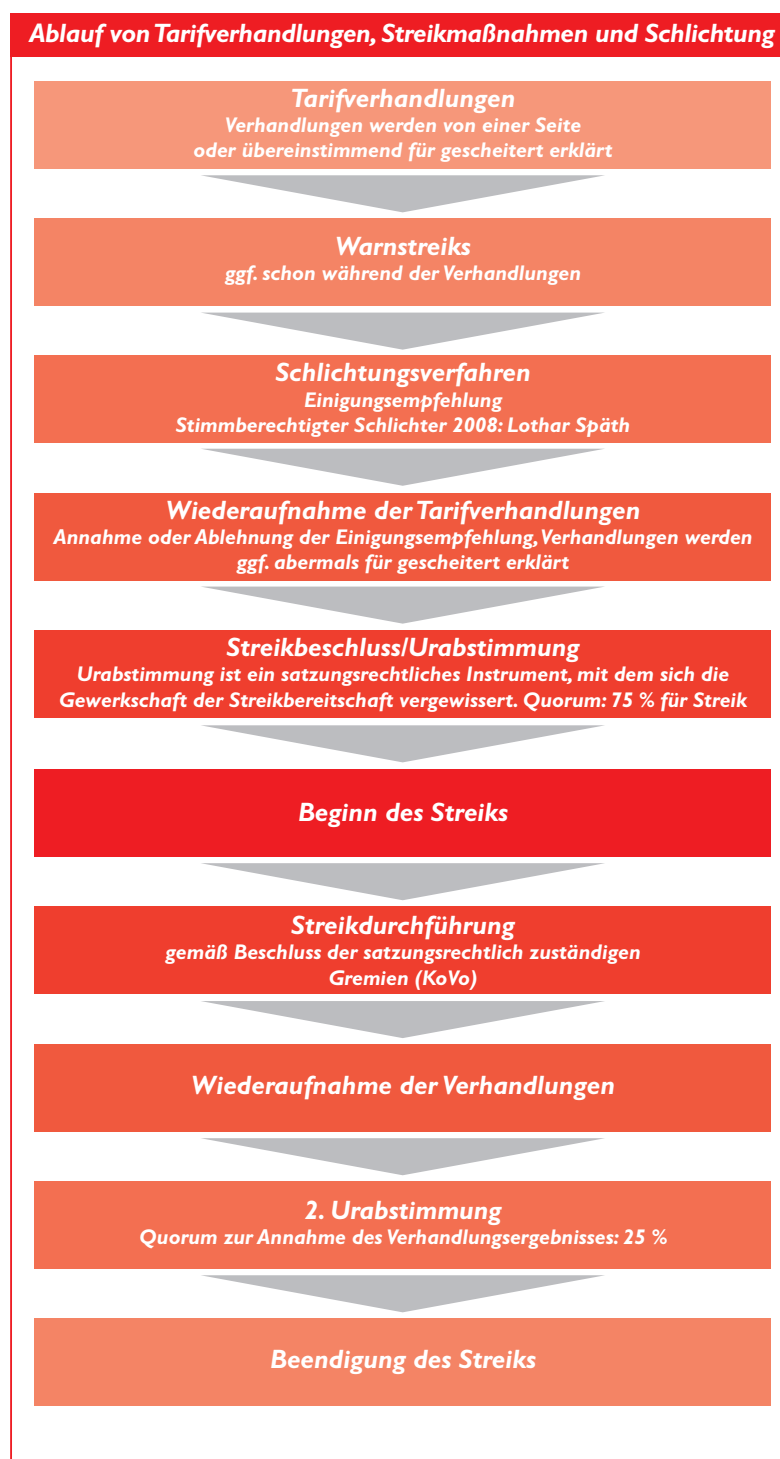 Ablauf von Tarifverhandlungen, Streikmaßnahmen und Schlichtung
Tarifverhandlungen
Verhandlungen werden von einer Seite
oder übereinstimmend für gescheitert erklärt
Warnstreiks
ggf. schon während der Verhandlungen
Schlichtungsverfahren
Einigungsempfehlung
Stimmberechtigter Schlichter 2008: Lothar Späth
Wiederaufnahme der Tarifverhandlungen
Annahme oder Ablehnung der Einigungsempfehlung, Verhandlungen werden
ggf. abermals für gescheitert erklärt
Streikbeschluss/Urabstimmung
Urabstimmung ist ein satzungsrechtliches Instrument, mit dem sich die
Gewerkschaft der Streikbereitschaft vergewissert. Quorum: 75 % für Streik
Beginn des Streiks
Streikdurchführung
gemäß Beschluss der satzungsrechtlich zuständigen
Gremien (KoVo)
Wiederaufnahme der Verhandlungen
2. Urabstimmung
Quorum zur Annahme des Verhandlungsergebnisses: 25 %
Beendigung des Streiks